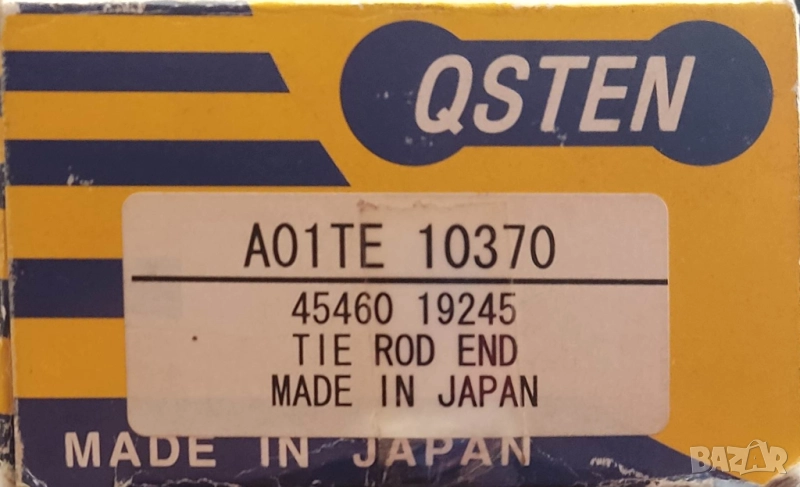 QSTEN
A01TE 10370
45460 19245
TIE ROD END
MADE IN JAPAN
MADE IN JAPAN
BAZAR